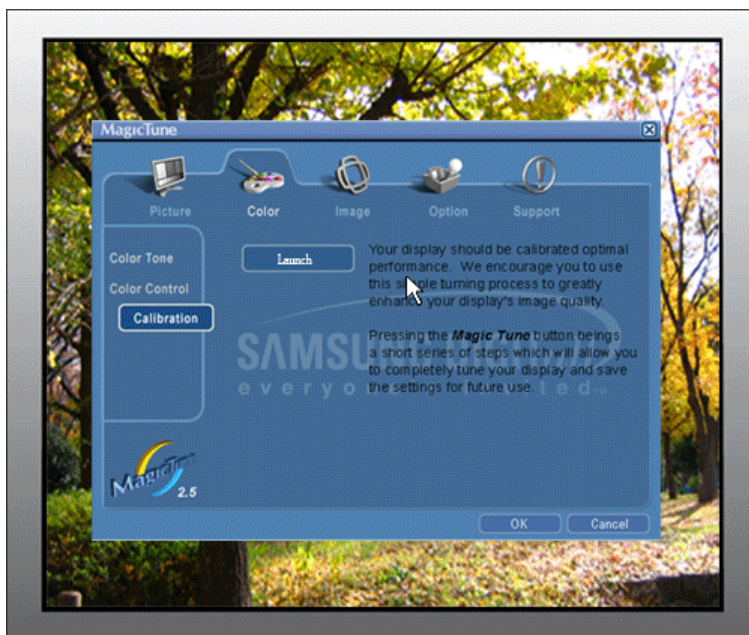 MagicTune
Picture
Color
Image
Option
Support
Color Tone
Color Control
Calibration
Launch
Your display should be calibrated optimal
performance. We encourage you to use
this simple turning process to greatly
enhance your display's image quality.
Pressing the Magic Tune button beings
a short series of steps which will allow you
to completely tune your display and save
the settings for future use.
SAMSUNG
everyone
MagicTune
2.5
OK
Cancel